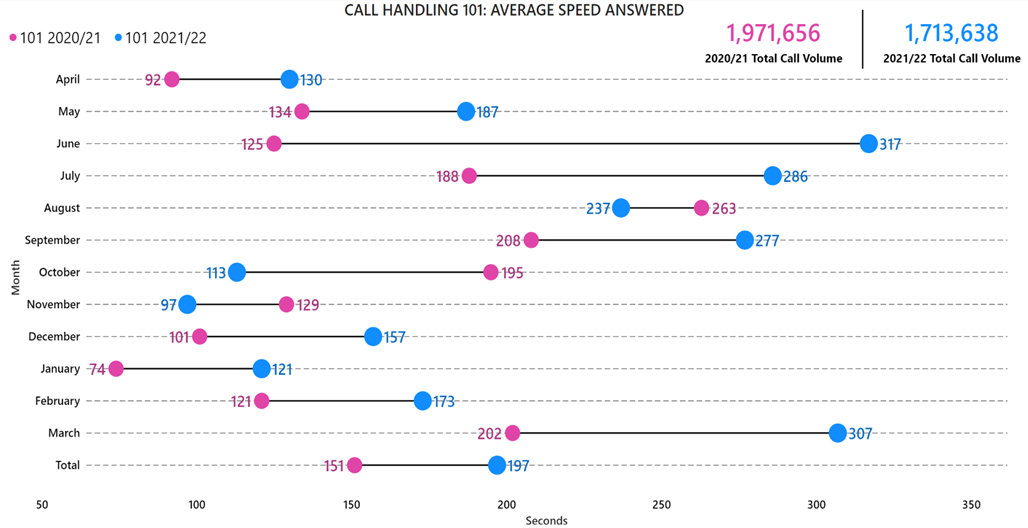 CALL HANDLING 101: AVERAGE SPEED ANSWERED
101 2020/21 101 2021/22
1,971,656 1,713,638
2020/21 Total Call Volume 2021/22 Total Call Volume
April 92 130
May 134 187
June 125 317
July 188 286
August 237 263
September 208 277
October 113 195
November 97 129
December 101 157
January 74 121
February 121 173
March 202 307
Total 151 197
Month
50 100 150 200 250 300 350
Seconds